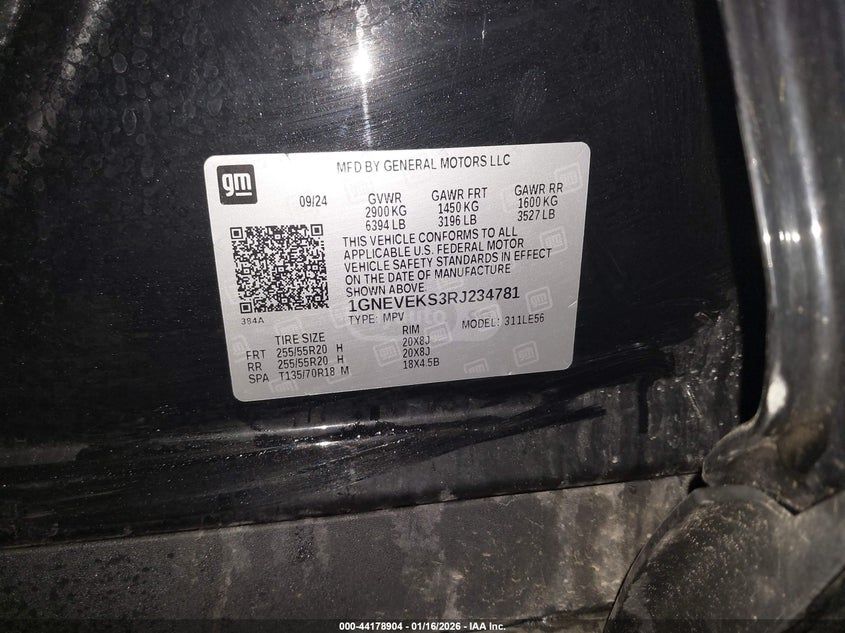 MFD BY GENERAL MOTORS LLC
gm
09/24 GVWR GAWR FRT GAWR RR
2900 KG 1450 KG 1600 KG
6394 LB 3196 LB 3527 LB
THIS VEHICLE CONFORMS TO ALL
APPLICABLE U.S. FEDERAL MOTOR
VEHICLE SAFETY STANDARDS IN EFFECT
ON THE DATE OF MANUFACTURE
SHOWN ABOVE.
1GNEVEKS3RJ234781
384A
TYPE: MPV MODEL: 311LE56
TIRE SIZE RIM
FRT 255/55R20 H 20X8J
RR 255/55R20 H 20X8J
SPA T135/70R18 M 18X4.5B
000-44178904 - 01/16/2026 - IAA Inc.